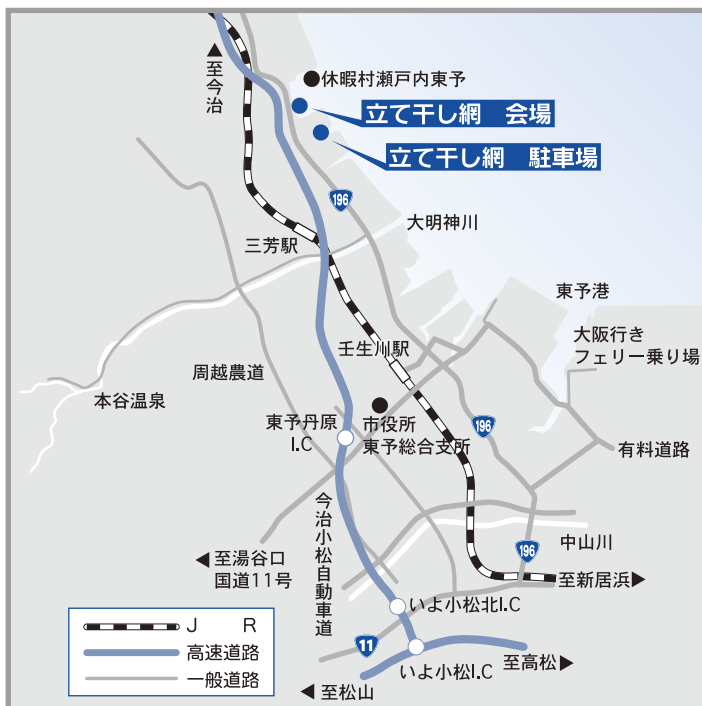 ▲至今治
●休暇村瀬戸内東予
立て干し網　会場
立て干し網　駐車場
196
大明神川
三芳駅
東予港
大阪行き
フェリー乗り場
壬生川駅
周越農道
本谷温泉
東予丹原
I.C
市役所
東予総合支所
196
有料道路
今治小松自動車道
中山川
196
◀至湯谷口
国道11号
至新居浜▶
いよ小松北I.C
11
いよ小松I.C
至高松▶
◀至松山
J　R
高速道路
一般道路